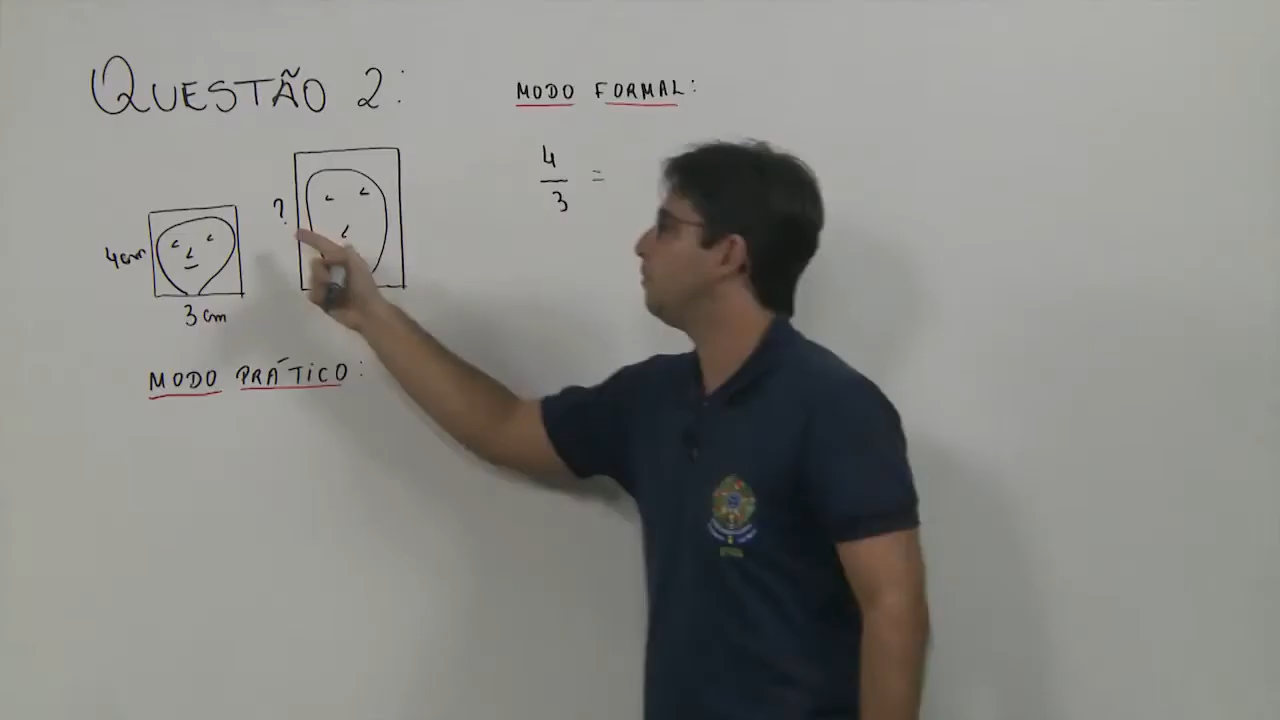 QUESTÃO 2:
MODO FORMAL:
4
3
=
?
4cm
3cm
MODO PRÁTICO: